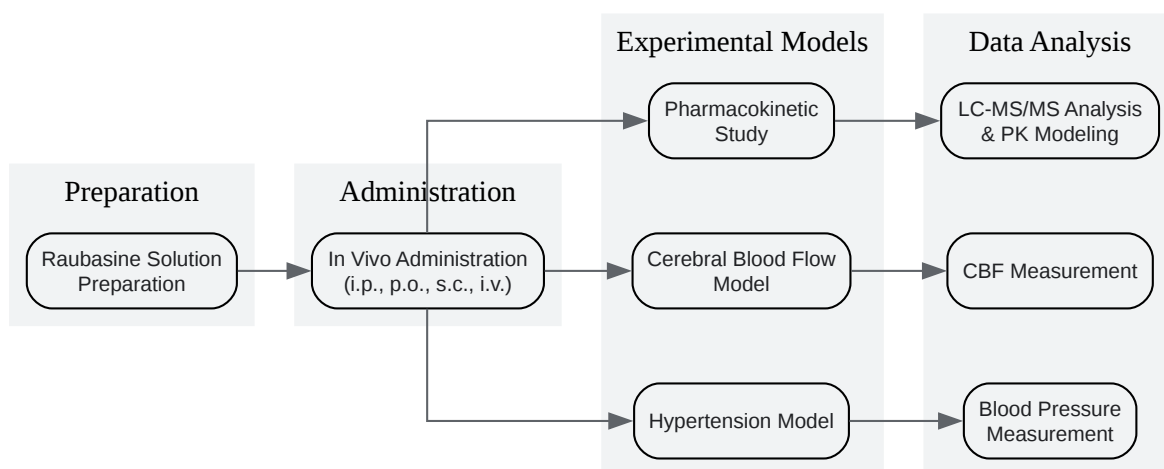 Experimental Models
Data Analysis
Pharmacokinetic
Study
LC-MS/MS Analysis
& PK Modeling
Preparation
Administration
Raubasine Solution
Preparation
In Vivo Administration
(i.p., p.o., s.c., i.v.)
Cerebral Blood Flow
Model
CBF Measurement
Hypertension Model
Blood Pressure
Measurement